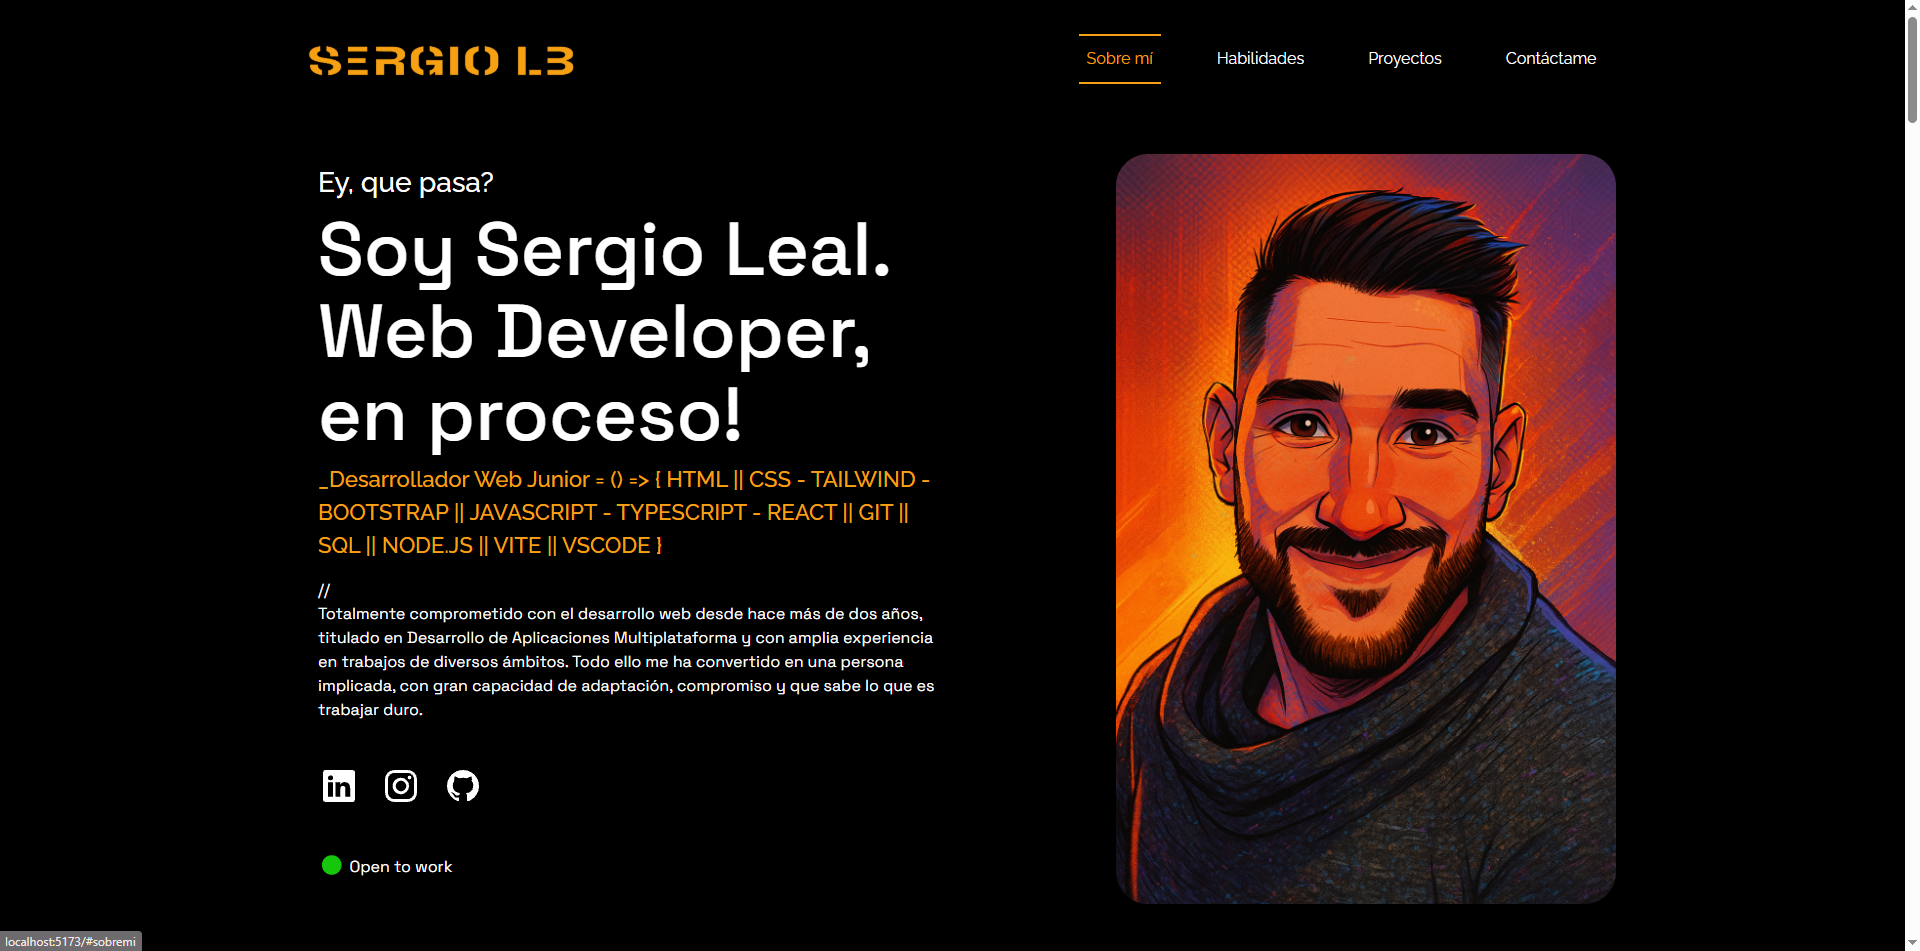 SERGIO LB
Sobre mí
Habilidades
Proyectos
Contáctame
Ey, que pasa?
Soy Sergio Leal.
Web Developer,
en proceso!
_Desarrollador Web Junior = () => { HTML || CSS - TAILWIND -
BOOTSTRAP || JAVASCRIPT - TYPESCRIPT - REACT || GIT ||
SQL || NODE.JS || VITE || VSCODE }
//
Totalmente comprometido con el desarrollo web desde hace más de dos años,
titulado en Desarrollo de Aplicaciones Multiplataforma y con amplia experiencia
en trabajos de diversos ámbitos. Todo ello me ha convertido en una persona
implicada, con gran capacidad de adaptación, compromiso y que sabe lo que es
trabajar duro.
in
Open to work
localhost:5173/#sobremi